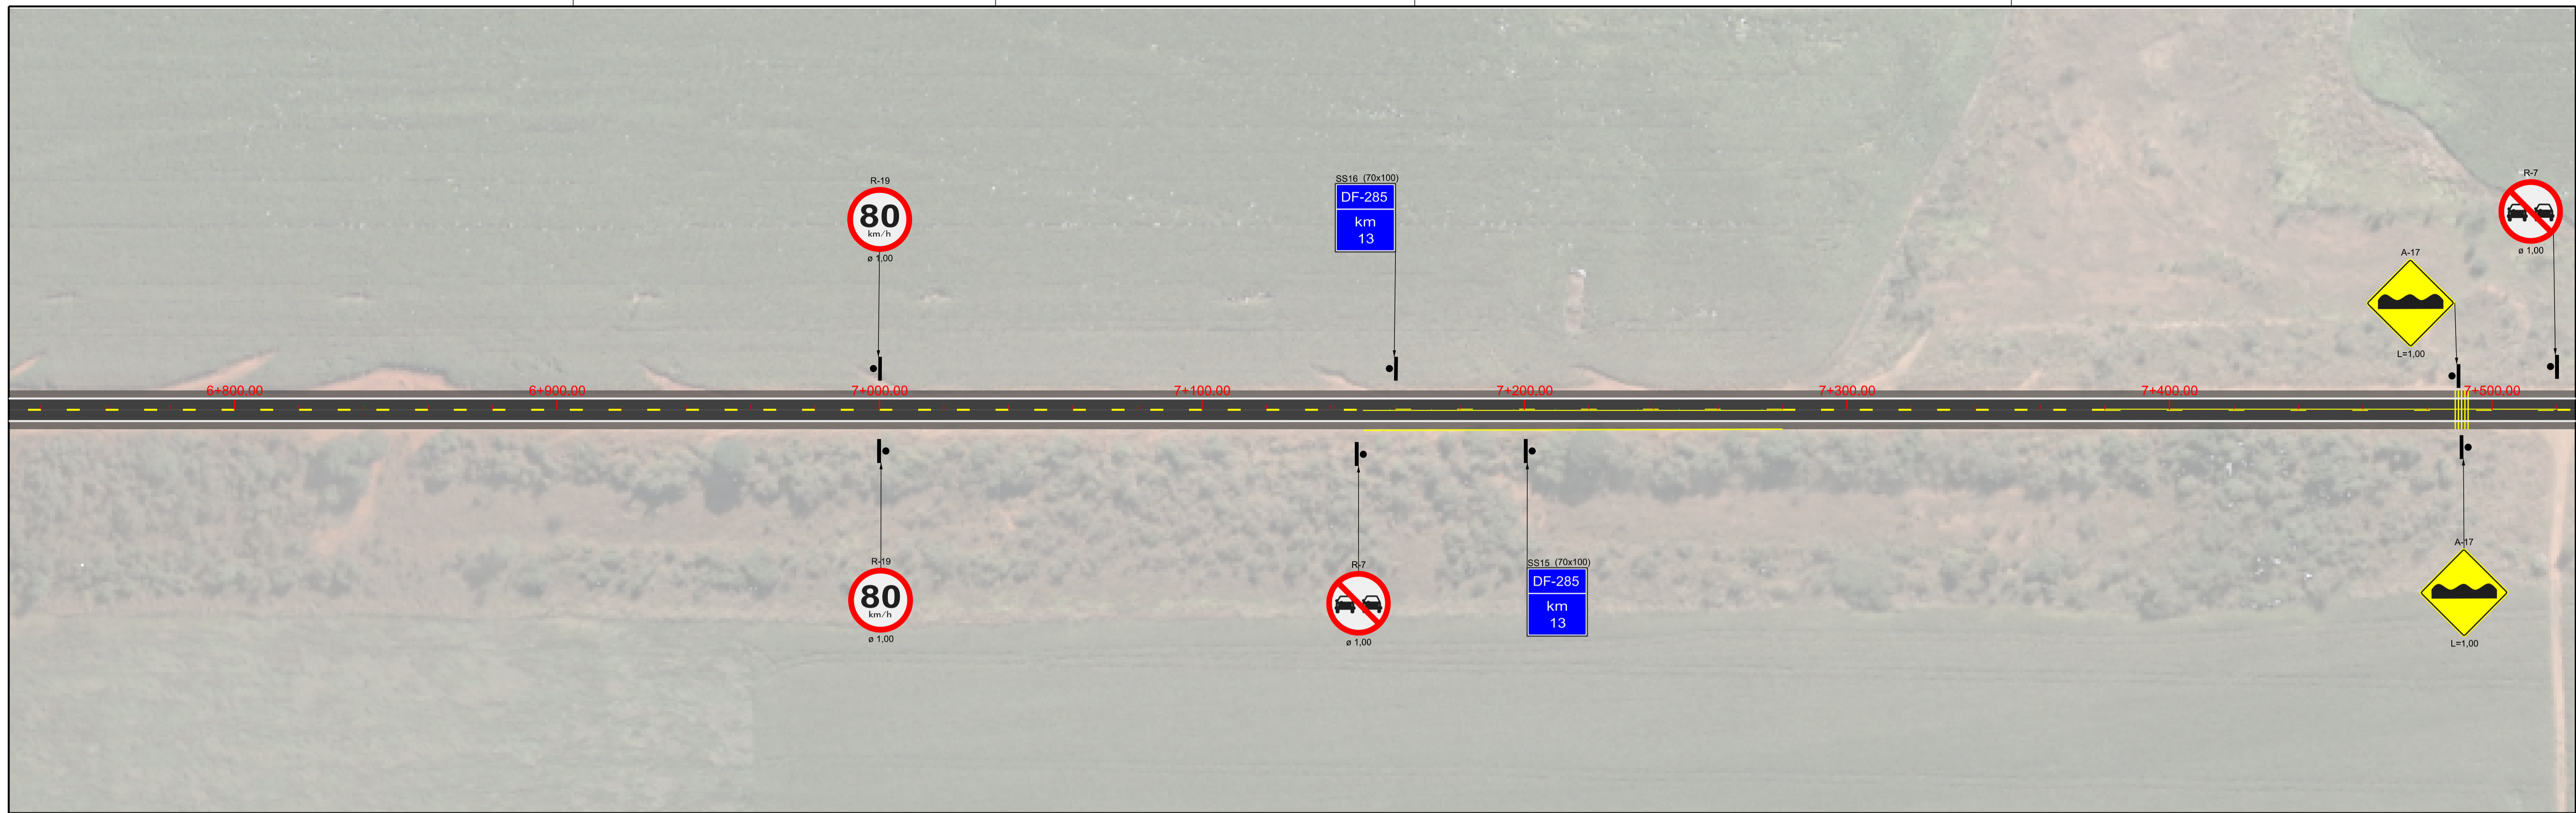 R-19
80
km/h
ø 1,00
SS16 (70x100)
DF-285
km
13
R-7
ø 1,00
A-17
L=1,00
6+800.00
6+900.00
7+000.00
7+100.00
7+200.00
7+300.00
7+400.00
7+500.00
R-19
80
km/h
ø 1,00
R-7
ø 1,00
SS15 (70x100)
DF-285
km
13
A-17
L=1,00